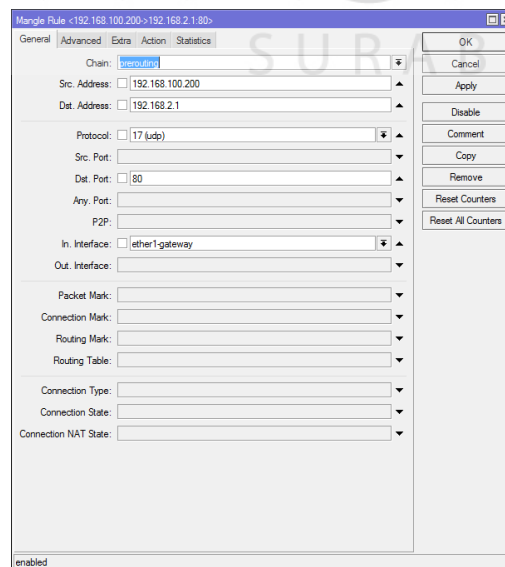 Mangle Rule <192.168.100.200->192.168.2.1:80>
General Advanced Extra Action Statistics
Chain: prerouting
Src. Address: 192.168.100.200
Dst. Address: 192.168.2.1
Protocol: 17 (udp)
Src. Port:
Dst. Port: 80
Any. Port:
P2P:
In. Interface: ether1-gateway
Out. Interface:
Packet Mark:
Connection Mark:
Routing Mark:
Routing Table:
Connection Type:
Connection State:
Connection NAT State:
OK
Cancel
Apply
Disable
Comment
Copy
Remove
Reset Counters
Reset All Counters
enabled
SURAB